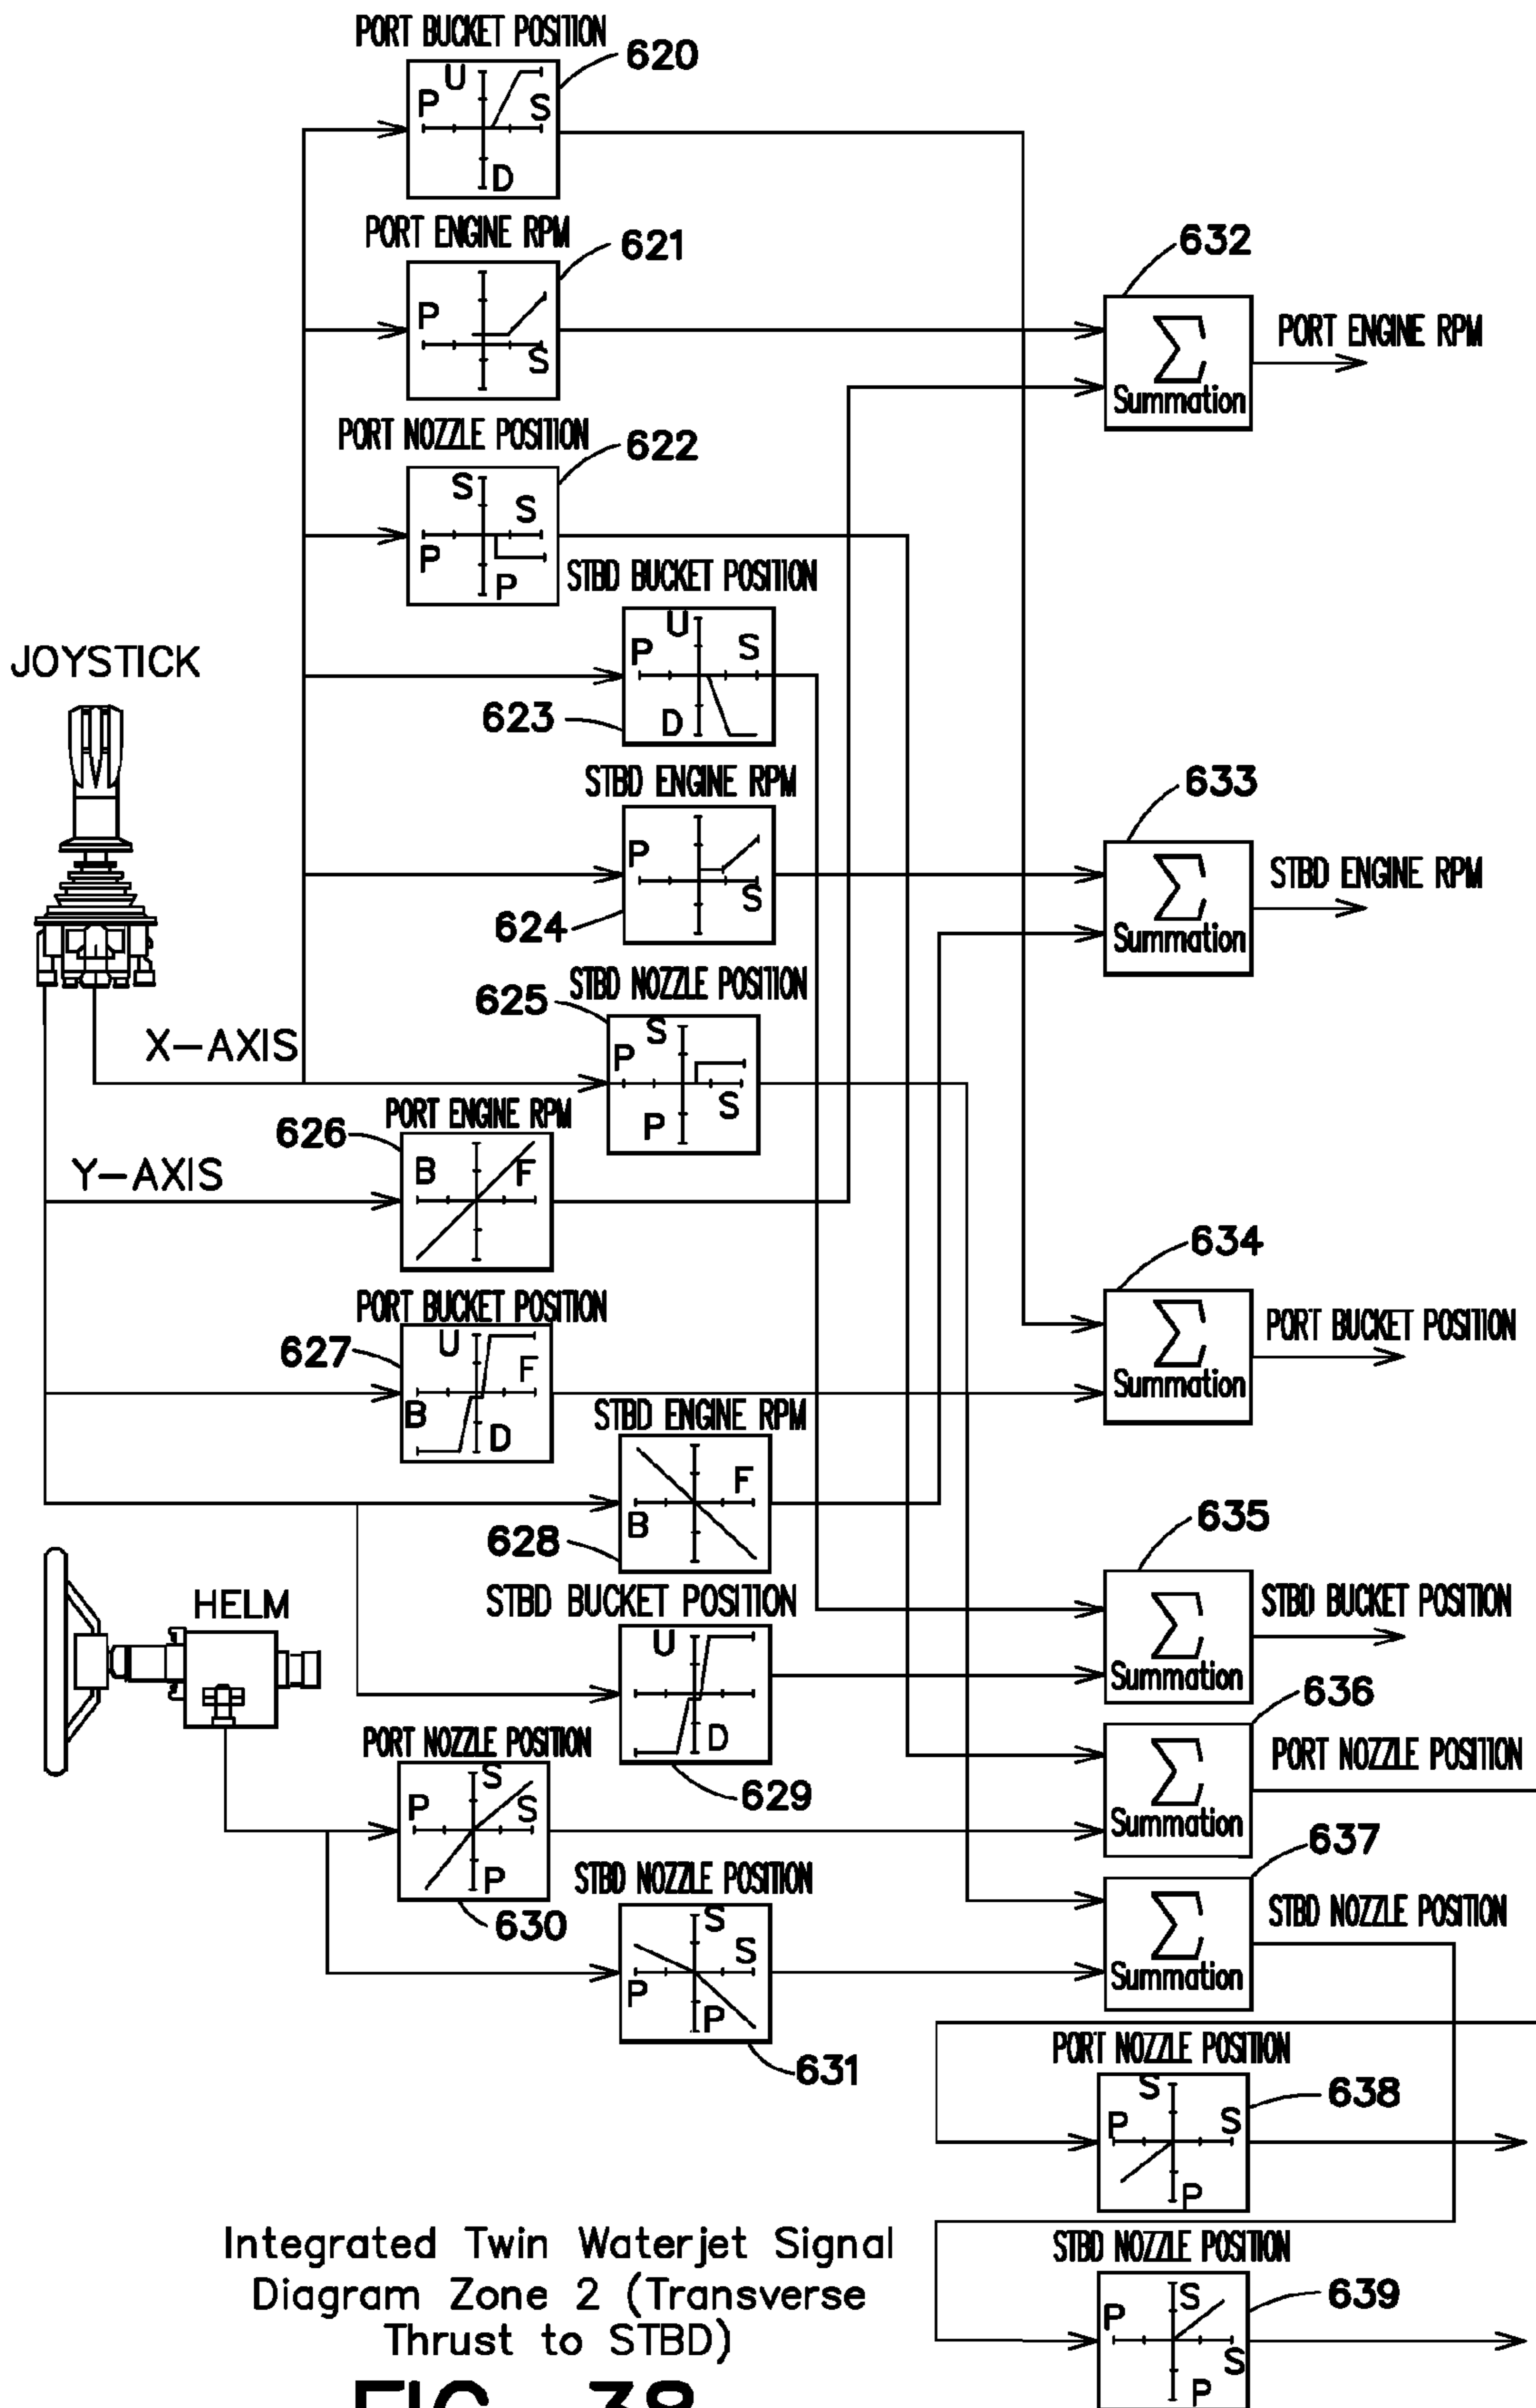 PORT BUCKET POSITION
620
U
P
S
D
PORT ENGINE RPM
621
P
S
632
Σ
Summation
PORT ENGINE RPM
PORT NOZZLE POSITION
622
S
S
P
P
STBD BUCKET POSITION
U
P
S
D
623
JOYSTICK
STBD ENGINE RPM
P
S
624
633
Σ
Summation
STBD ENGINE RPM
STBD NOZZLE POSITION
625
S
P
S
P
X-AXIS
PORT ENGINE RPM
626
B
F
Y-AXIS
PORT BUCKET POSITION
627
U
F
B
D
634
Σ
Summation
PORT BUCKET POSITION
STBD ENGINE RPM
F
B
628
635
Σ
Summation
STBD BUCKET POSITION
HELM
STBD BUCKET POSITION
U
D
629
636
Σ
Summation
PORT NOZZLE POSITION
PORT NOZZLE POSITION
S
P
S
P
630
637
Σ
Summation
STBD NOZZLE POSITION
STBD NOZZLE POSITION
S
S
P
P
631
PORT NOZZLE POSITION
638
S
P
S
P
STBD NOZZLE POSITION
639
S
P
S
P
Integrated Twin Waterjet Signal
Diagram Zone 2 (Transverse
Thrust to STBD)
FIG. 38